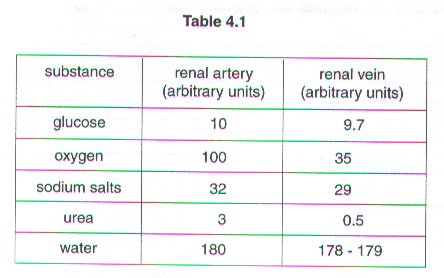 Table 4.1
substance renal artery (arbitrary units) renal vein (arbitrary units)
glucose 10 9.7
oxygen 100 35
sodium salts 32 29
urea 3 0.5
water 180 178 - 179